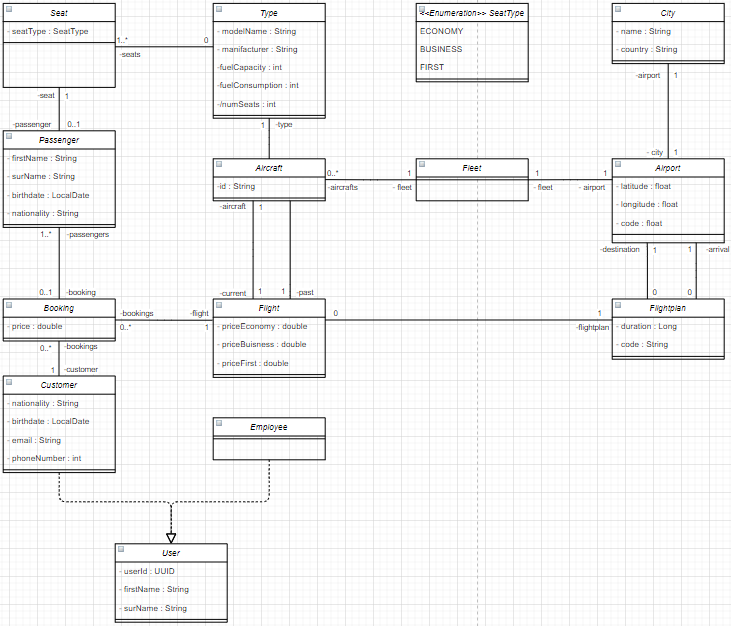 Seat
- seatType : SeatType
1..*
0
-seats
Type
- modelName : String
- manifacturer : String
-fuelCapacity : int
-fuelConsumption : int
-/numSeats : int
<<Enumeration>> SeatType
ECONOMY
BUSINESS
FIRST
City
- name : String
- country : String
-seat
1
-passenger
0..1
1
-type
-airport
1
- city
1
Passenger
- firstName : String
- surName : String
- birthdate : LocalDate
- nationality : String
Aircraft
-id : String
0..*
1
-aircrafts
- fleet
Fleet
1
1
- fleet
- airport
Airport
- latitude : float
- longitude : float
- code : float
1..*
-passengers
0..1
-booking
-aircraft
1
-current
1
1
-past
-destination
1
1
-arrival
0
0
Booking
- price : double
-bookings
-flight
0..*
1
Flight
- priceEconomy : double
- priceBuisness : double
- priceFirst : double
0
1
-flightplan
Flightplan
- duration : Long
- code : String
0..*
-bookings
1
-customer
Customer
- nationality : String
- birthdate : LocalDate
- email : String
- phoneNumber : int
Employee
User
- userId : UUID
- firstName : String
- surName : String